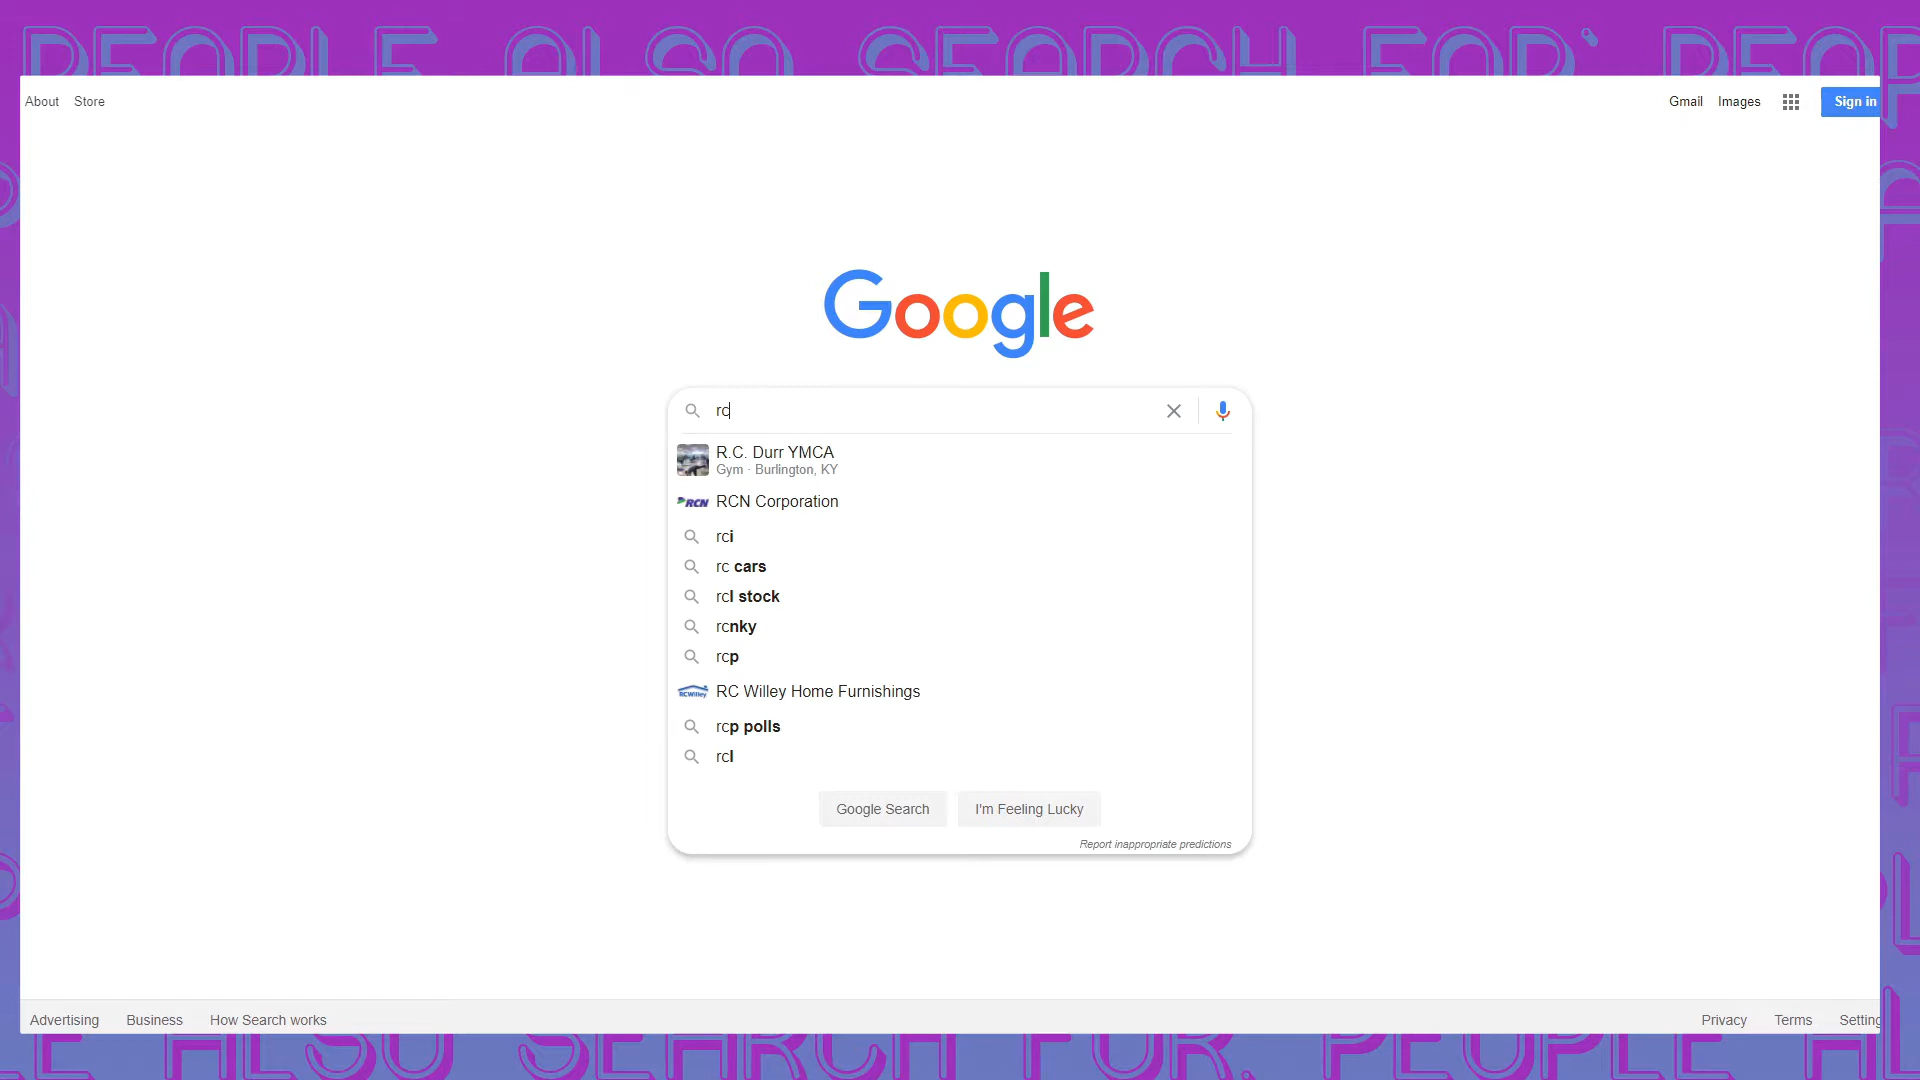 PEOPLE ALSO SEARCH FOR: PEOP
About Store
Gmail Images Sign in
Google
rc
R.C. Durr YMCA
Gym · Burlington, KY
RCN RCN Corporation
rci
rc cars
rcl stock
rcnky
rcp
RCWilley RC Willey Home Furnishings
rcp polls
rcl
Google Search I'm Feeling Lucky
Report inappropriate predictions
Advertising Business How Search works
Privacy Terms Setting
LE ALSO SEARCH FOR: PEOPLE AL